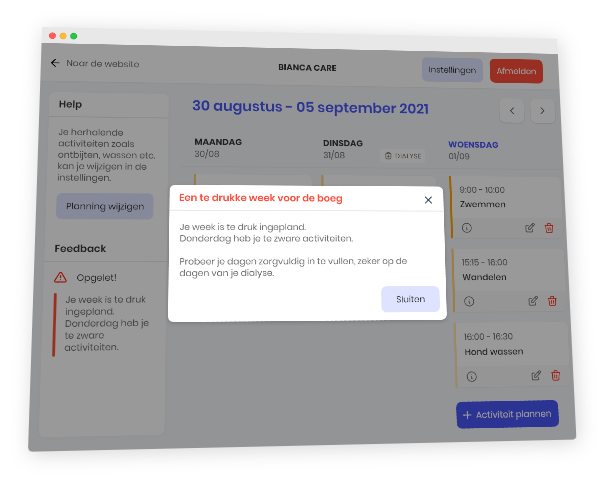 Naar de website
BIANCA CARE
Instellingen
Afmelden
Help
Je herhalende
activiteiten zoals
ontbijten, wassen etc.
kan je wijzigen in de
instellingen.
Planning wijzigen
Feedback
Opgelet!
Je week is te druk
ingepland.
Donderdag heb je
te zware
activiteiten.
30 augustus - 05 september 2021
MAANDAG
30/08
DINSDAG
31/08
DIALYSE
WOENSDAG
01/09
9:00 - 10:00
Zwemmen
15:15 - 16:00
Wandelen
16:00 - 16:30
Hond wassen
+ Activiteit plannen
Een te drukke week voor de boeg
Je week is te druk ingepland.
Donderdag heb je te zware activiteiten.
Probeer je dagen zorgvuldig in te vullen, zeker op de
dagen van je dialyse.
Sluiten